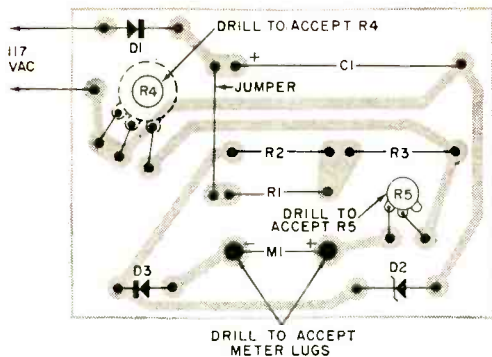 DRILL TO ACCEPT R4
D1
117
VAC
+
C1
R4
JUMPER
R2
R3
R1
R5
DRILL TO
ACCEPT R5
-
M1
+
D3
D2
DRILL TO ACCEPT
METER LUGS